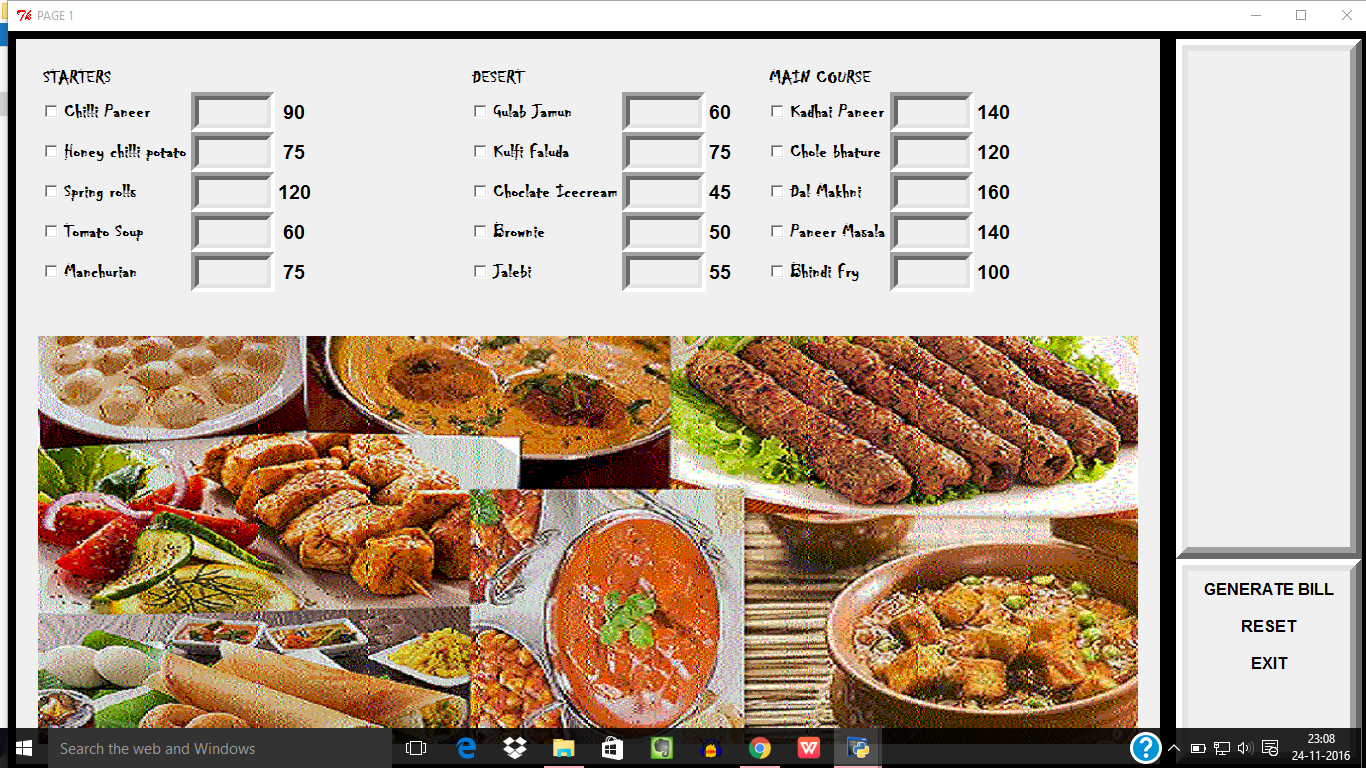 PAGE 1
STARTERS
Chilli Paneer 90
Honey chilli potato 75
Spring rolls 120
Tomato Soup 60
Manchurian 75
DESERT
Gulab Jamun 60
Kulfi Faluda 75
Choclate Icecream 45
Brownie 50
Jalebi 55
MAIN COURSE
Kadhai Paneer 140
Chole bhature 120
Dal Makhni 160
Paneer Masala 140
Bhindi Fry 100
GENERATE BILL
RESET
EXIT
Search the web and Windows
23:08
24-11-2016